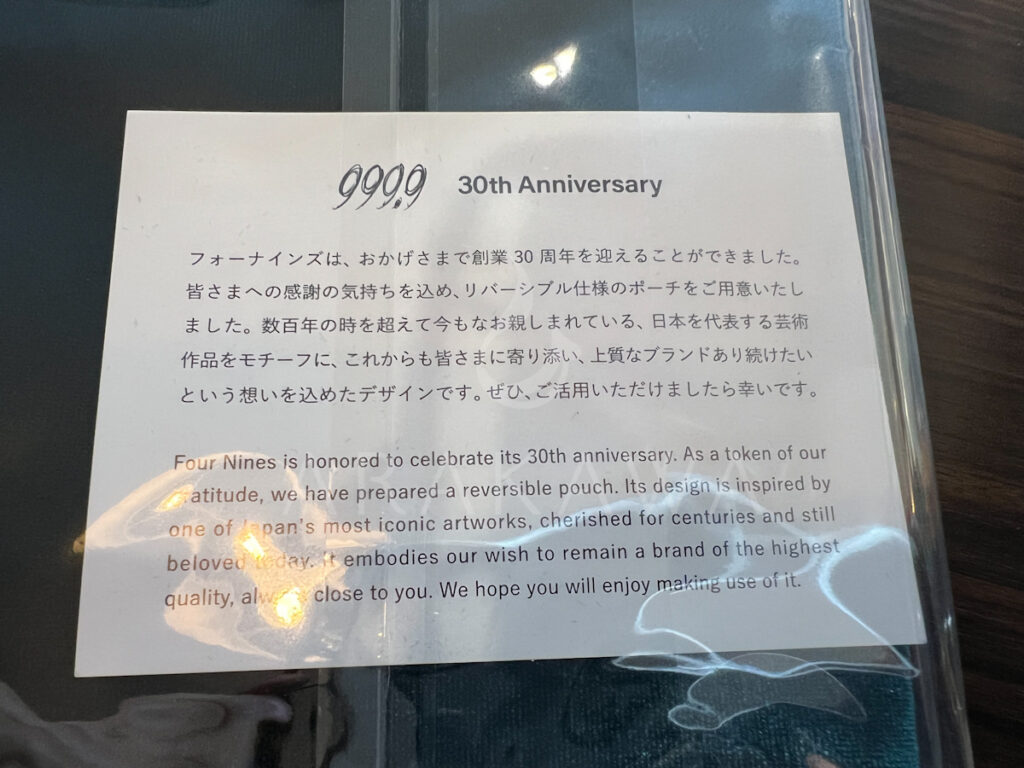 999.9 30th Anniversary
フォーナインズは、おかげさまで創業30周年を迎えることができました。
皆さまへの感謝の気持ちを込め、リバーシブル仕様のポーチをご用意いたし
ました。数百年の時を超えて今もなお親しまれている、日本を代表する芸術
作品をモチーフに、これからも皆さまに寄り添い、上質なブランドあり続けたい
という想いを込めたデザインです。ぜひ、ご活用いただけましたら幸いです。
Four Nines is honored to celebrate its 30th anniversary. As a token of our
gratitude, we have prepared a reversible pouch. Its design is inspired by
one of Japan's most iconic artworks, cherished for centuries and still
beloved today. It embodies our wish to remain a brand of the highest
quality, always close to you. We hope you will enjoy making use of it.